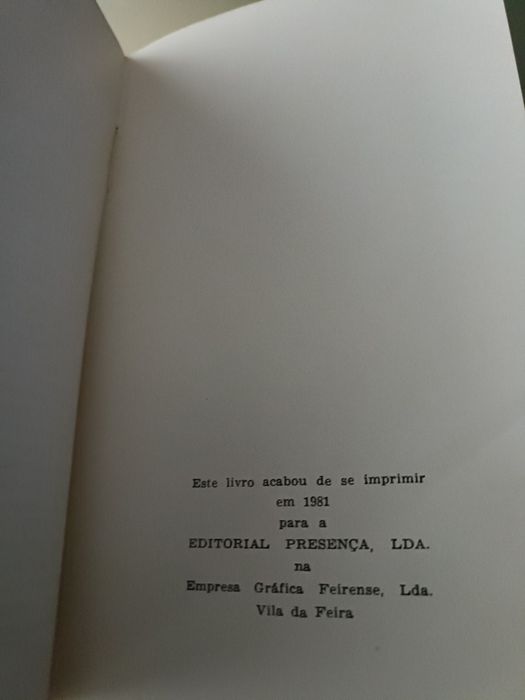 Este livro acabou de se imprimir
em 1981
para a
EDITORIAL PRESENÇA, LDA.
na
Empresa Gráfica Feirense, Lda.
Vila da Feira